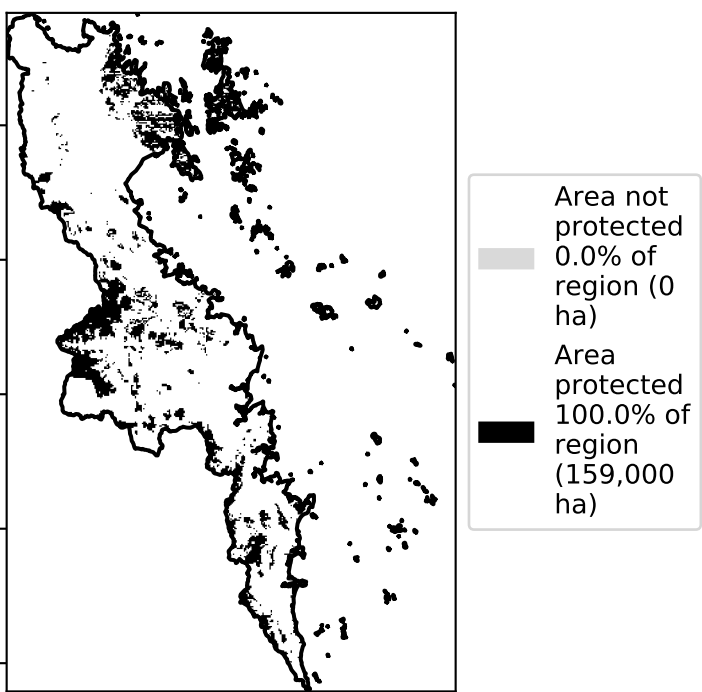 Area not
protected
0.0% of
region (0
ha)
Area
protected
100.0% of
region
(159,000
ha)